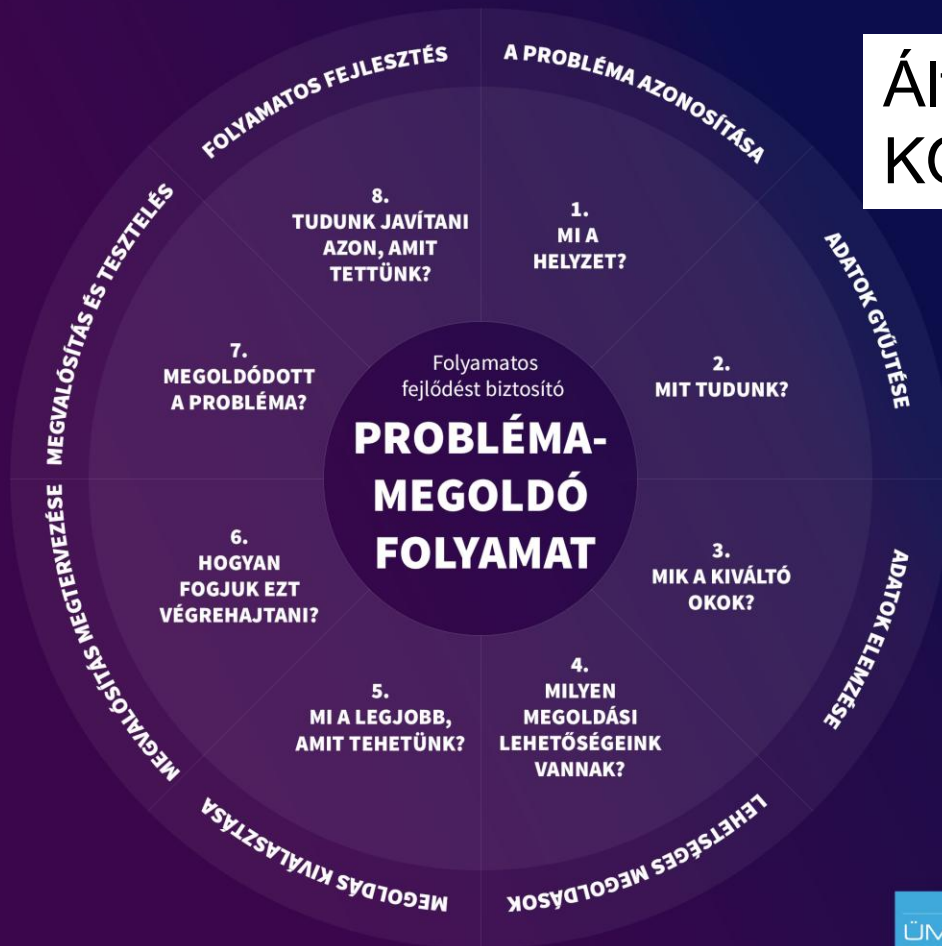 A PROBLÉMA AZONOSÍTÁSA
1.
MI A
HELYZET?
ADATOK GYŰJTÉSE
2.
MIT TUDUNK?
ADATOK ELEMZÉSE
3.
MIK A KIVÁLTÓ
OKOK?
LEHETSÉGES MEGOLDÁSOK
4.
MILYEN
MEGOLDÁSI
LEHETŐSÉGEINK
VANNAK?
MEGOLDÁS KIVÁLASZTÁSA
5.
MI A LEGJOBB,
AMIT TEHETÜNK?
MEGVALÓSÍTÁS MEGTERVEZÉSE
6.
HOGYAN
FOGJUK EZT
VÉGREHAJTANI?
MEGVALÓSÍTÁS ÉS TESZTELÉS
7.
MEGOLDÓDOTT
A PROBLÉMA?
FOLYAMATOS FEJLESZTÉS
8.
TUDUNK JAVÍTANI
AZON, AMIT
TETTÜNK?
Folyamatos
fejlődést biztosító
PROBLÉMA-
MEGOLDÓ
FOLYAMAT